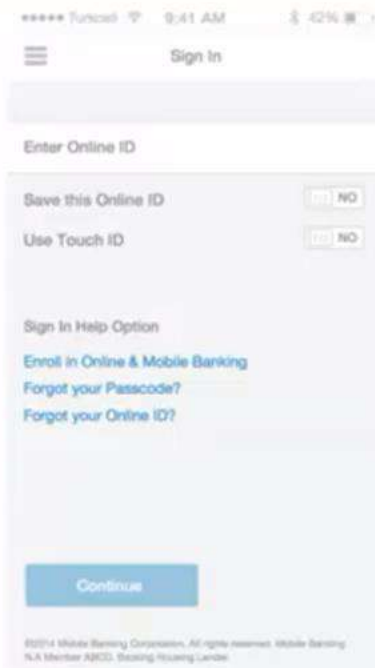 Turkcell 9:41 AM 42%
Sign In
Enter Online ID
Save this Online ID NO
Use Touch ID NO
Sign In Help Option
Enroll in Online & Mobile Banking
Forgot your Passcode?
Forgot your Online ID?
Continue
©2014 Mobile Banking Corporation. All rights reserved. Mobile Banking
N.A Member Housing Lender